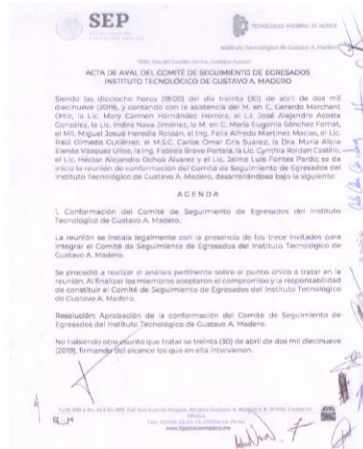 SEP
TECNOLÓGICO NACIONAL DE MÉXICO
Instituto Tecnológico de Gustavo A. Madero
ACTA DE AVAL DEL COMITÉ DE SEGUIMIENTO DE EGRESADOS
INSTITUTO TECNOLÓGICO DE GUSTAVO A. MADERO
Siendo las dieciocho horas (18:00) del día treinta (30) de abril de dos mil
diecinueve (2019), y contando con la asistencia del M. en C. Gerardo Marchant
Ortiz, la Lic. Mary Carmen Hernández Herrera, el I.J. José Alejandro Acosta
González, la Lic. Indira Nova Jiménez, la M. en C. María Eugenia Sánchez Femat,
el Mtl. Miguel Josué Heredia Roldán, el Ing. Felix Alfredo Martínez Macías, el Lic.
Raúl Olmedo Gutiérrez, el M.S.C. Carlos Omar Cris Suarez, la Dra. María Alicia
Elende Vásquez Ulloa, la Ing. Fabiola Bravo Portela, la Lic. Cynthia Roldan Castillo,
el Lic. Héctor Alejandro Ochoa Álvarez y el Lic. Jaime Luis Fontes Pardo; se da
inicio la reunión de conformación del Comité de Seguimiento de Egresados del
Instituto Tecnológico de Gustavo A. Madero, desarrollándose bajo la siguiente:
AGENDA
1. Conformación del Comité de Seguimiento de Egresados del Instituto
Tecnológico de Gustavo A. Madero.
La reunión se instala legalmente con la presencia de los trece invitados para
integrar el Comité de Seguimiento de Egresados del Instituto Tecnológico de
Gustavo A. Madero.
Se procedió a realizar el análisis pertinente sobre el punto único a tratar en la
reunión. Al finalizar los miembros aceptaron el compromiso y la responsabilidad
de constituir el Comité de Seguimiento de Egresados del Instituto Tecnológico
de Gustavo A. Madero.
Resolución: Aprobación de la conformación del Comité de Seguimiento de
Egresados del Instituto Tecnológico de Gustavo A. Madero.
No habiendo otro asunto que tratar se treinta (30) de abril de dos mil diecinueve
(2019), firmando del alcance los que en ella intervienen.